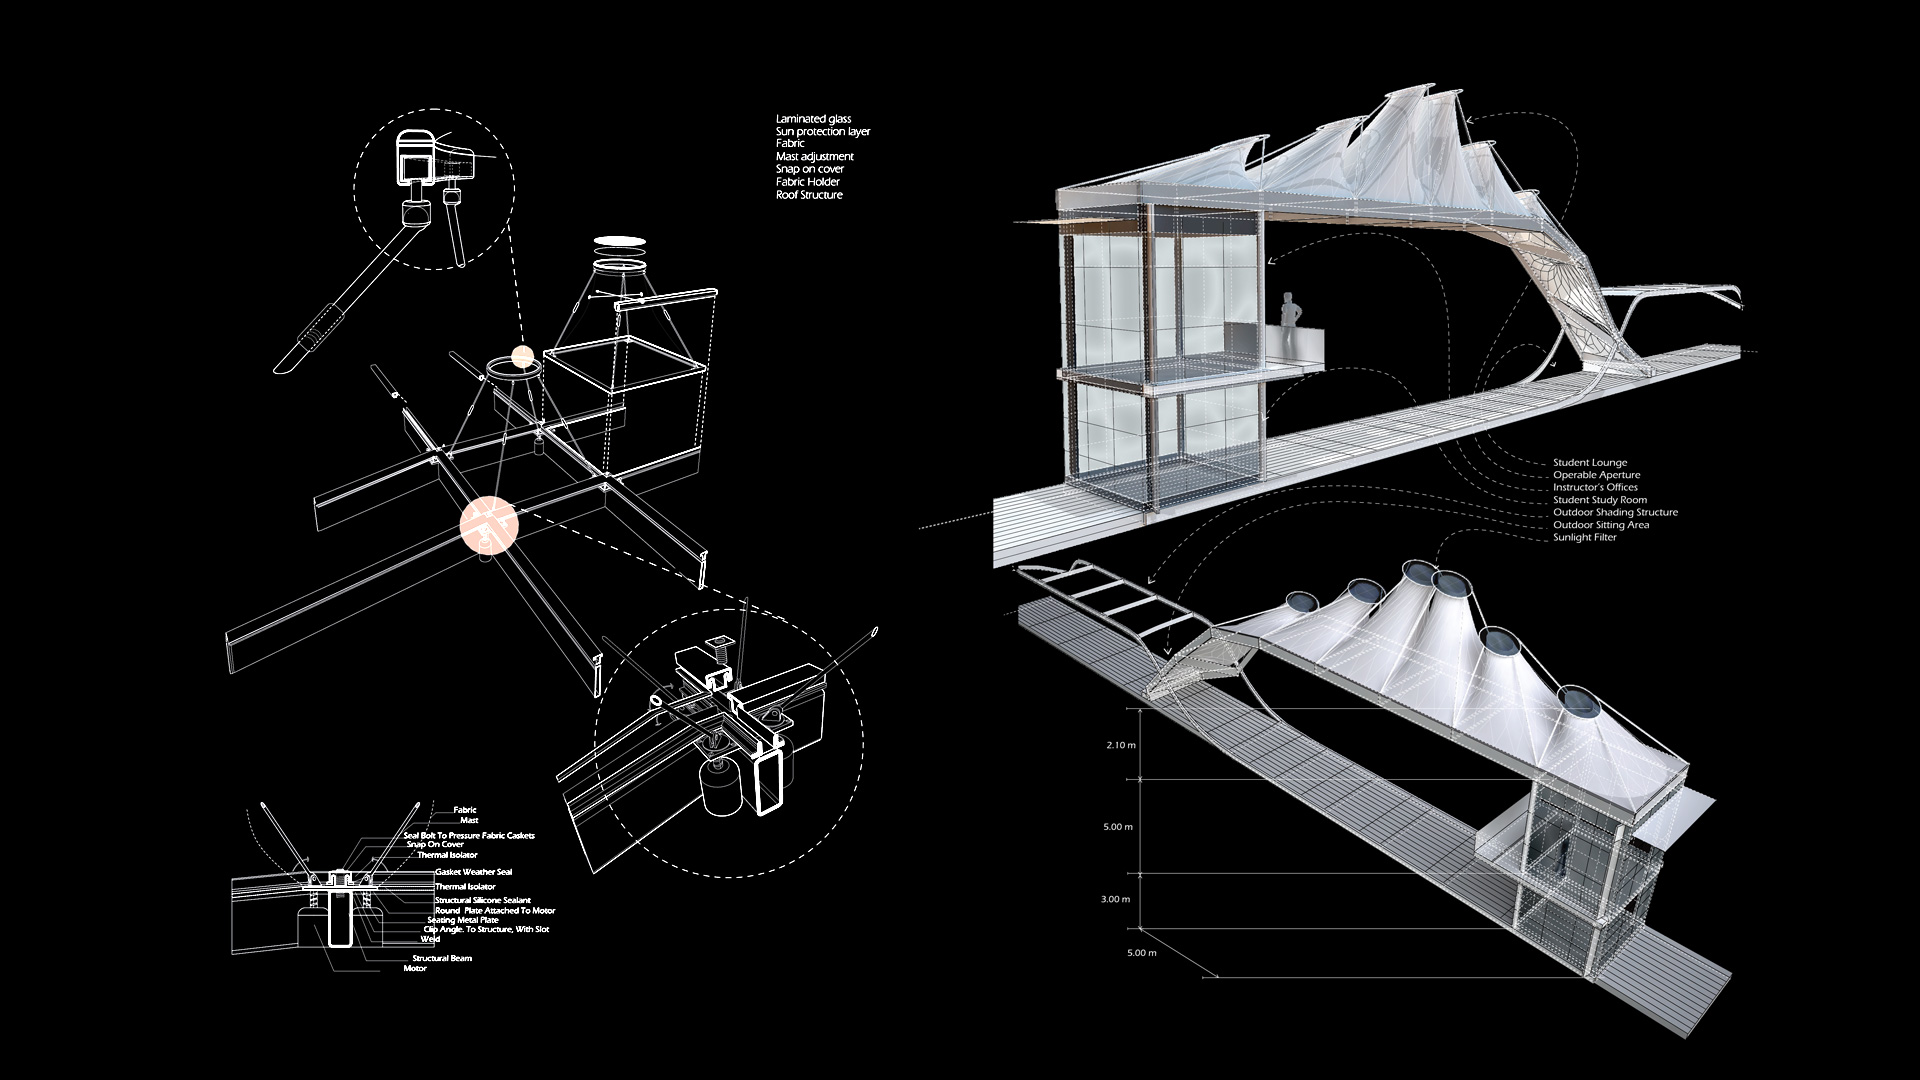 Laminated glass
Sun protection layer
Fabric
Mast adjustment
Snap on cover
Fabric Holder
Roof Structure
Fabric
Mast
Seal Bolt To Pressure Fabric Caskets
Snap On Cover
Thermal Isolator
Gasket Weather Seal
Thermal Isolator
Structural Silicone Sealant
Round Plate Attached To Motor
Seating Metal Plate
Clip Angle. To Structure, With Slot
Weld
Structural Beam
Motor
Student Lounge
Operable Aperture
Instructor's Offices
Student Study Room
Outdoor Shading Structure
Outdoor Sitting Area
Sunlight Filter
2.10 m
5.00 m
3.00 m
5.00 m